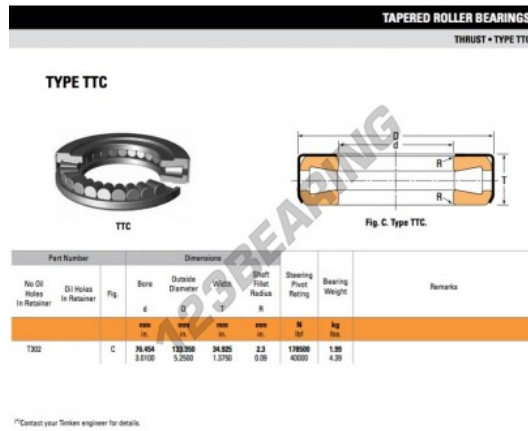 TAPERED ROLLER BEARINGS
THRUST • TYPE TTC
TYPE TTC
D
d
R
T
R
TTC
Fig. C. Type TTC.
123BEARING
Part Number Dimensions
No Oil Holes In Retainer Oil Holes In Retainer Fig. Bore Outside Diameter Width Shaft Fillet Radius Steering Pivot Rating Bearing Weight Remarks
d D T R
mm mm mm mm N kg
in. in. in. in. lbf lbs.
T302 C 76.454 133.350 34.925 2.3 178500 1.99
3.0100 5.2500 1.3750 0.09 40000 4.39
Contact your Timken engineer for details.